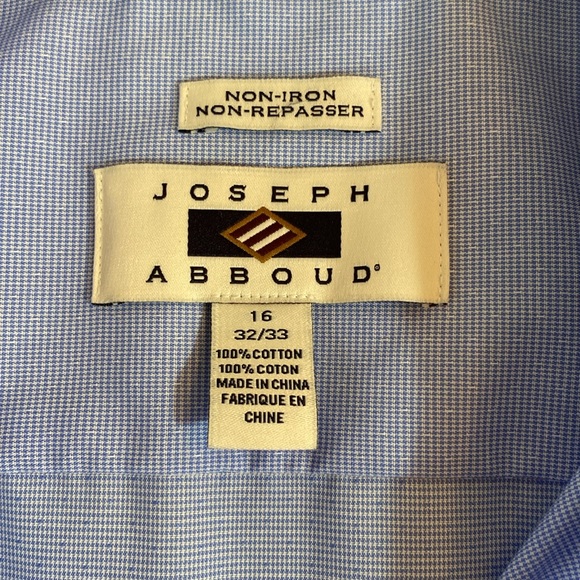 NON-IRON
NON-REPASSER
JOSEPH
ABBOUD®
16
32/33
100% COTTON
100% COTON
MADE IN CHINA
FABRIQUE EN
CHINE